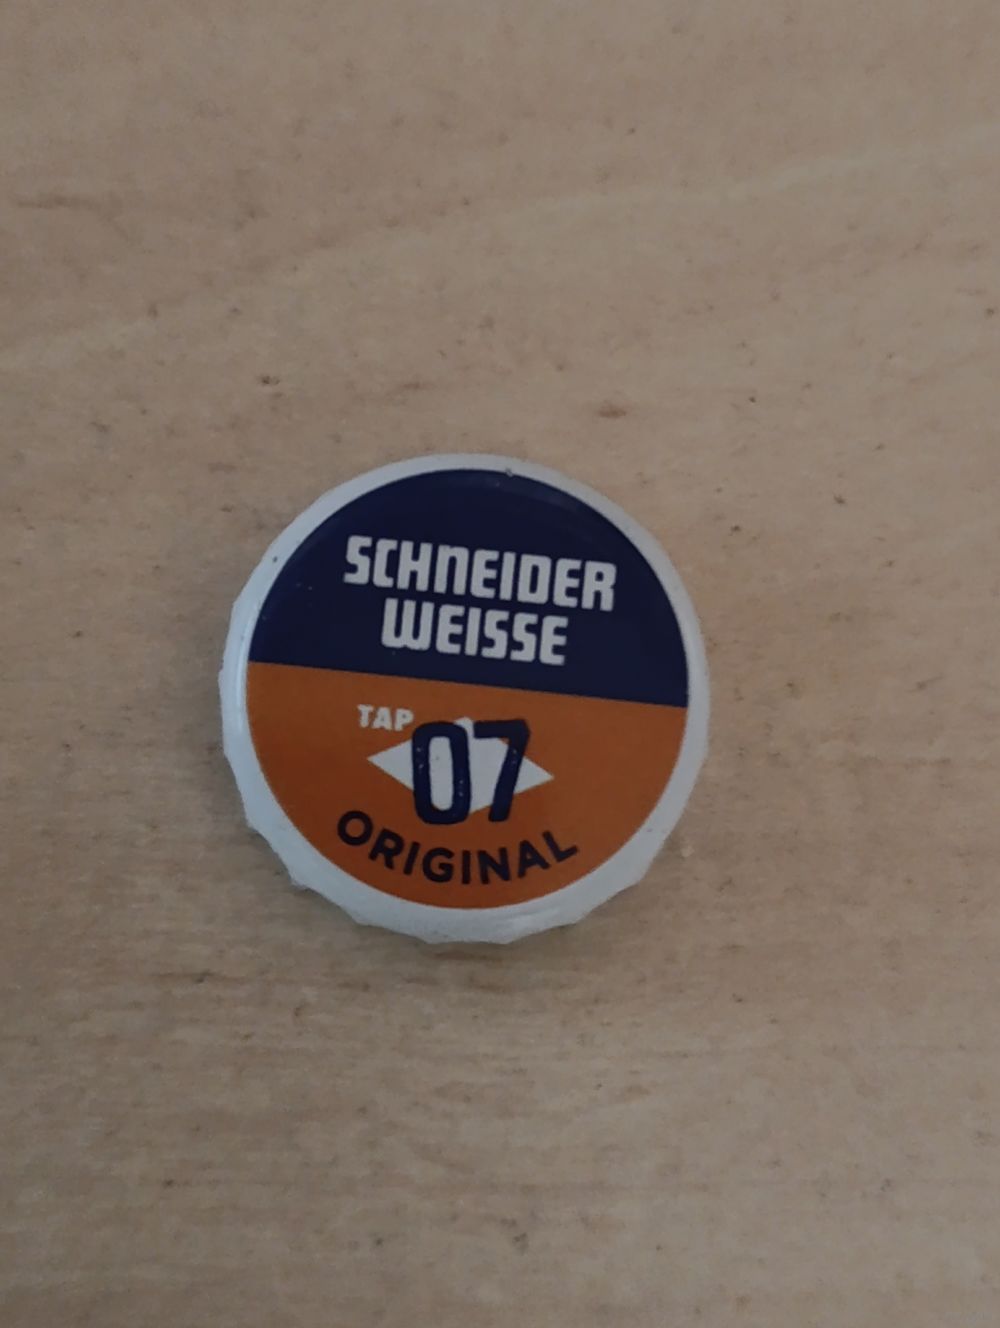 SCHNEIDER
WEISSE
TAP
07
ORIGINAL